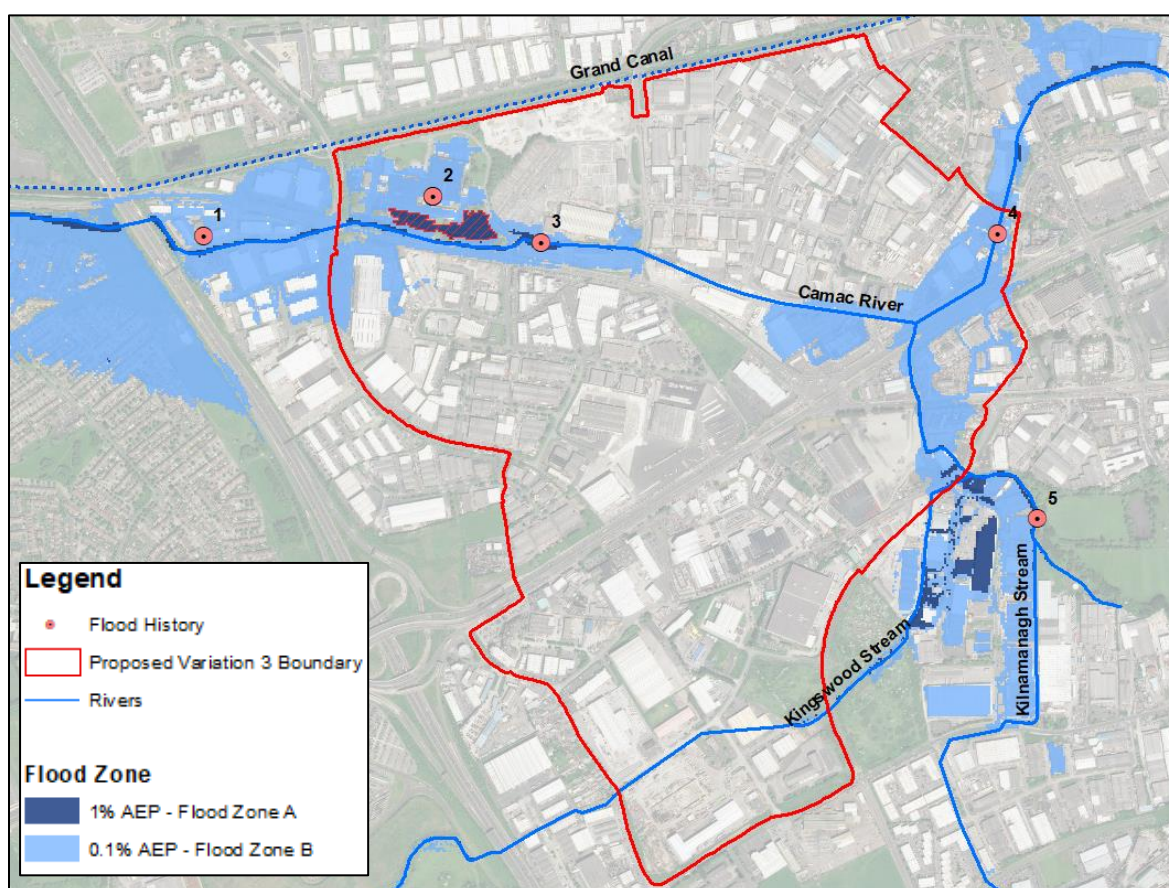 Grand Canal
2
1
3
4
Camac River
5
Kilnamanagh Stream
Kingswood Stream
Legend
Flood History
Proposed Variation 3 Boundary
Rivers
Flood Zone
1% AEP - Flood Zone A
0.1% AEP - Flood Zone B